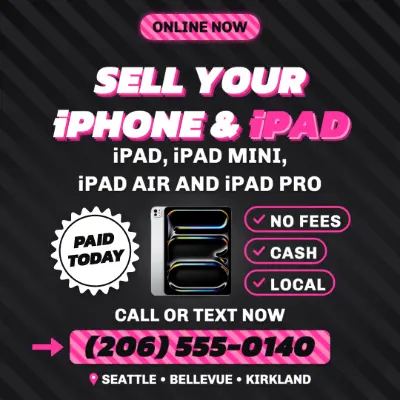 ONLINE NOW
SELL YOUR
iPHONE & iPAD
iPAD, iPAD MINI,
iPAD AIR AND iPAD PRO
PAID
TODAY
NO FEES
CASH
LOCAL
CALL OR TEXT NOW
(206) 555-0140
SEATTLE • BELLEVUE • KIRKLAND